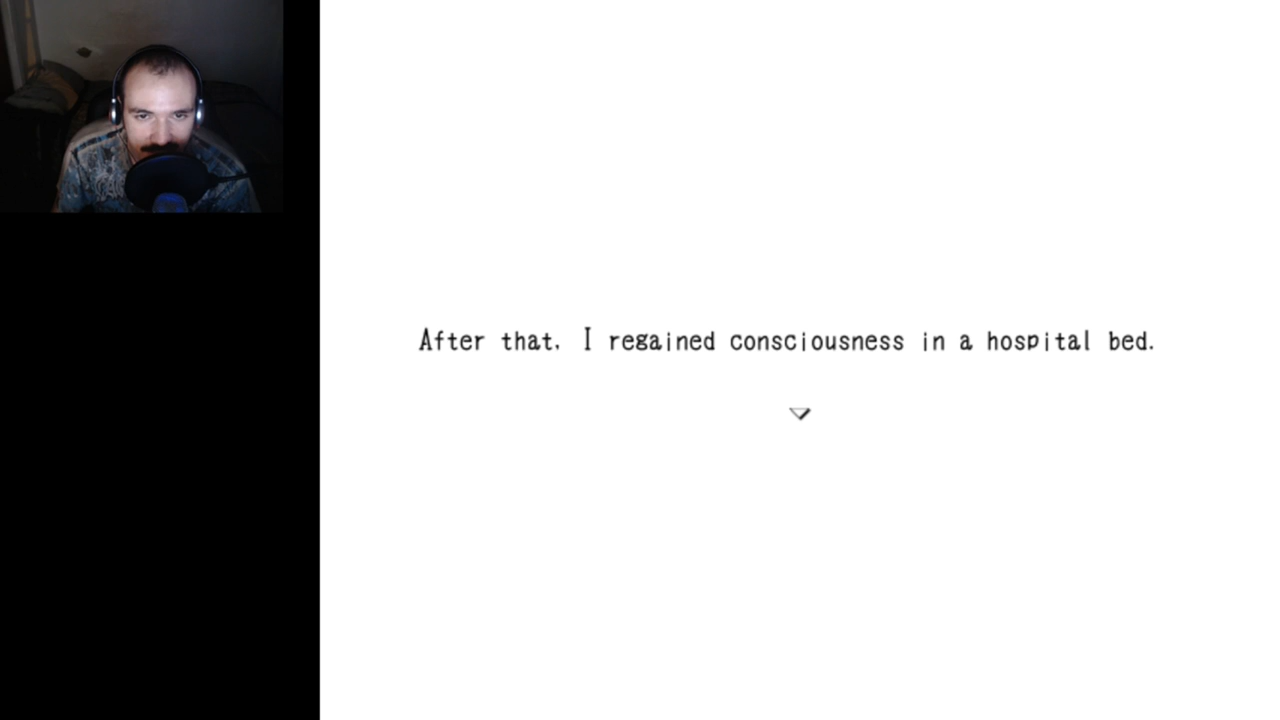 After that, I regained consciousness in a hospital bed.